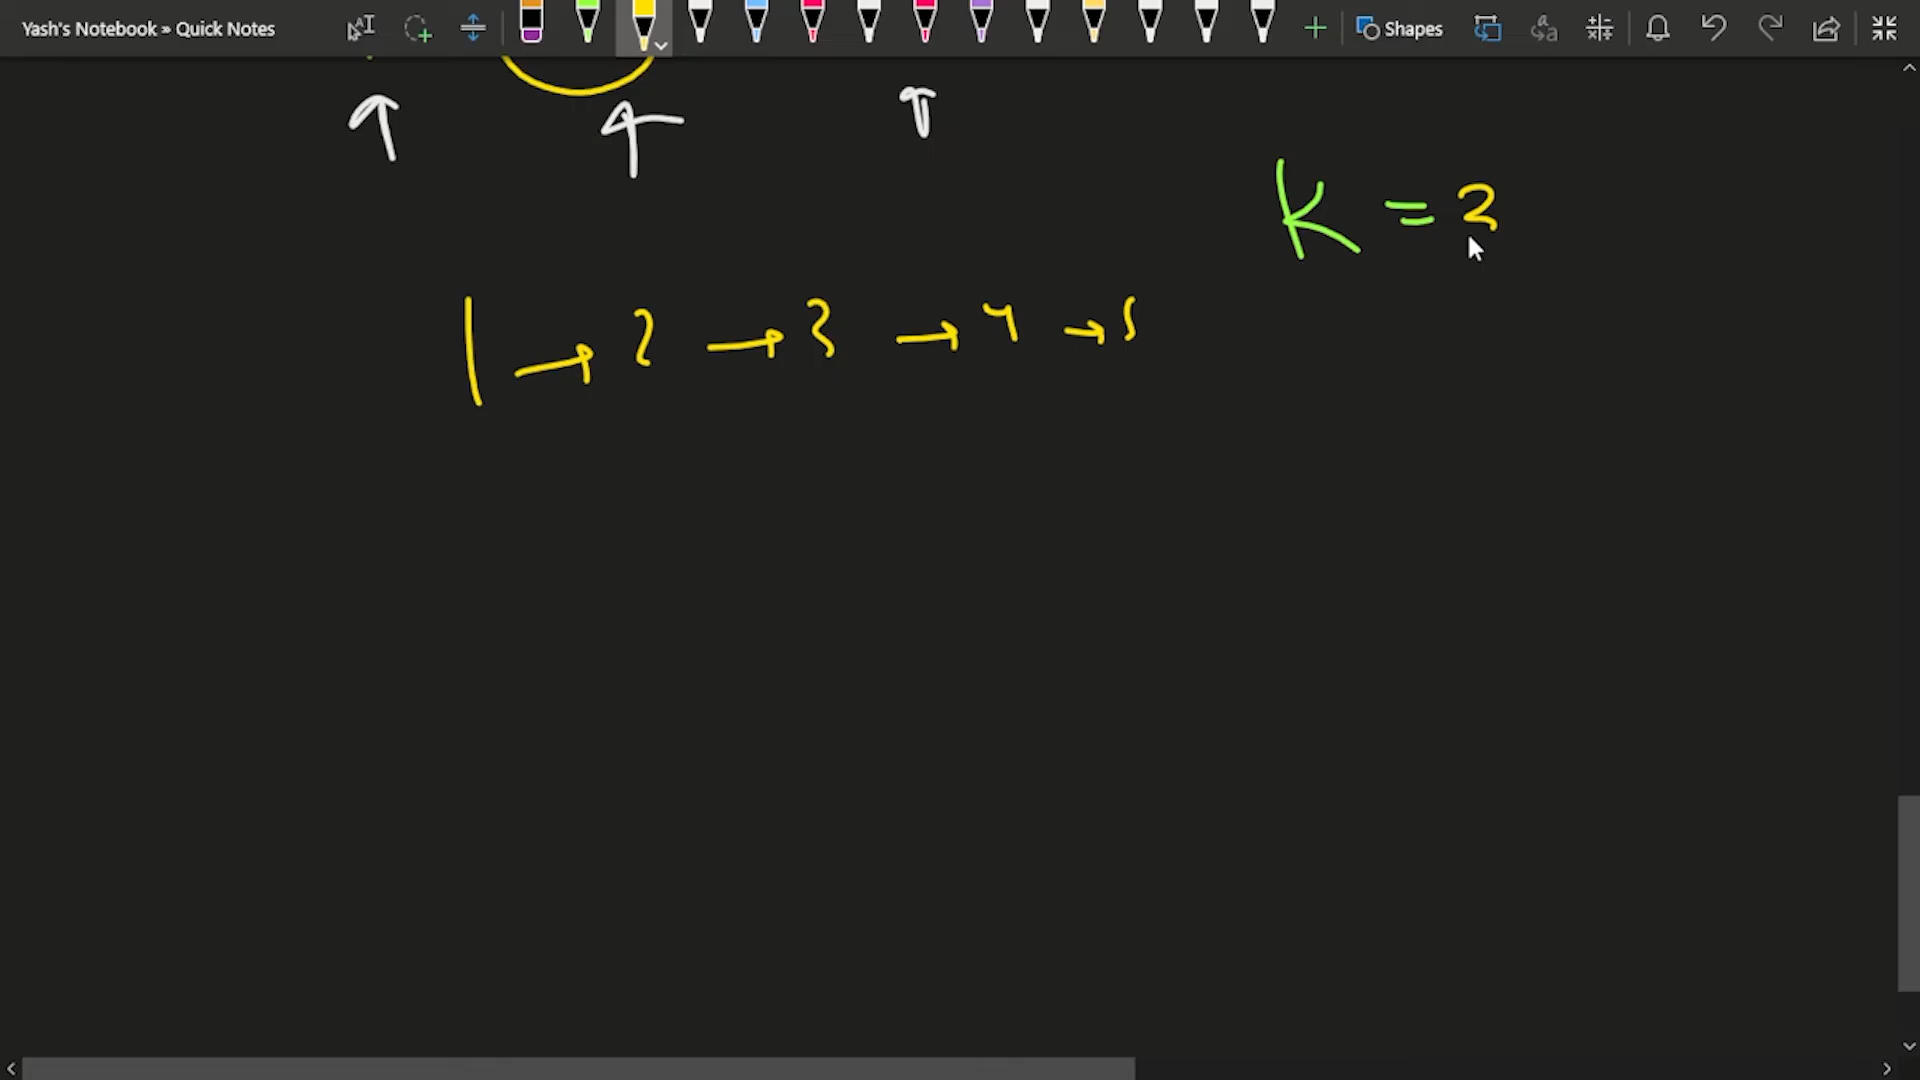 Yash's Notebook » Quick Notes
Shapes
K = 2
1 → 2 → 3 → 4 → 5